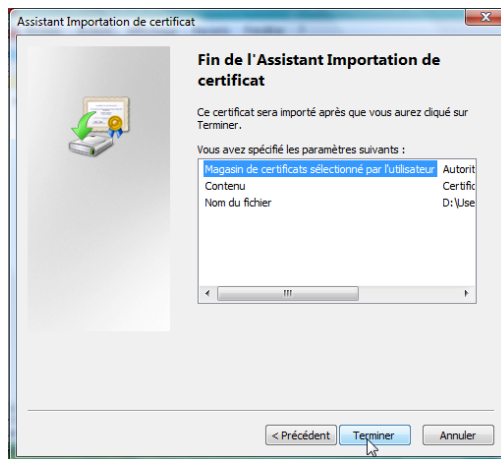 Assistant Importation de certificat
Fin de l'Assistant Importation de
certificat
Ce certificat sera importé après que vous aurez cliqué sur
Terminer.
Vous avez spécifié les paramètres suivants :
Magasin de certificats sélectionné par l'utilisateur Autorit
Contenu Certific
Nom du fichier D:\Use
< Précédent Terminer Annuler